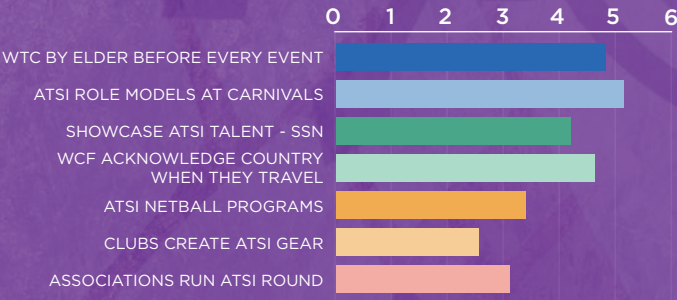 0 1 2 3 4 5 6
WTC BY ELDER BEFORE EVERY EVENT
ATSI ROLE MODELS AT CARNIVALS
SHOWCASE ATSI TALENT - SSN
WCF ACKNOWLEDGE COUNTRY
WHEN THEY TRAVEL
ATSI NETBALL PROGRAMS
CLUBS CREATE ATSI GEAR
ASSOCIATIONS RUN ATSI ROUND